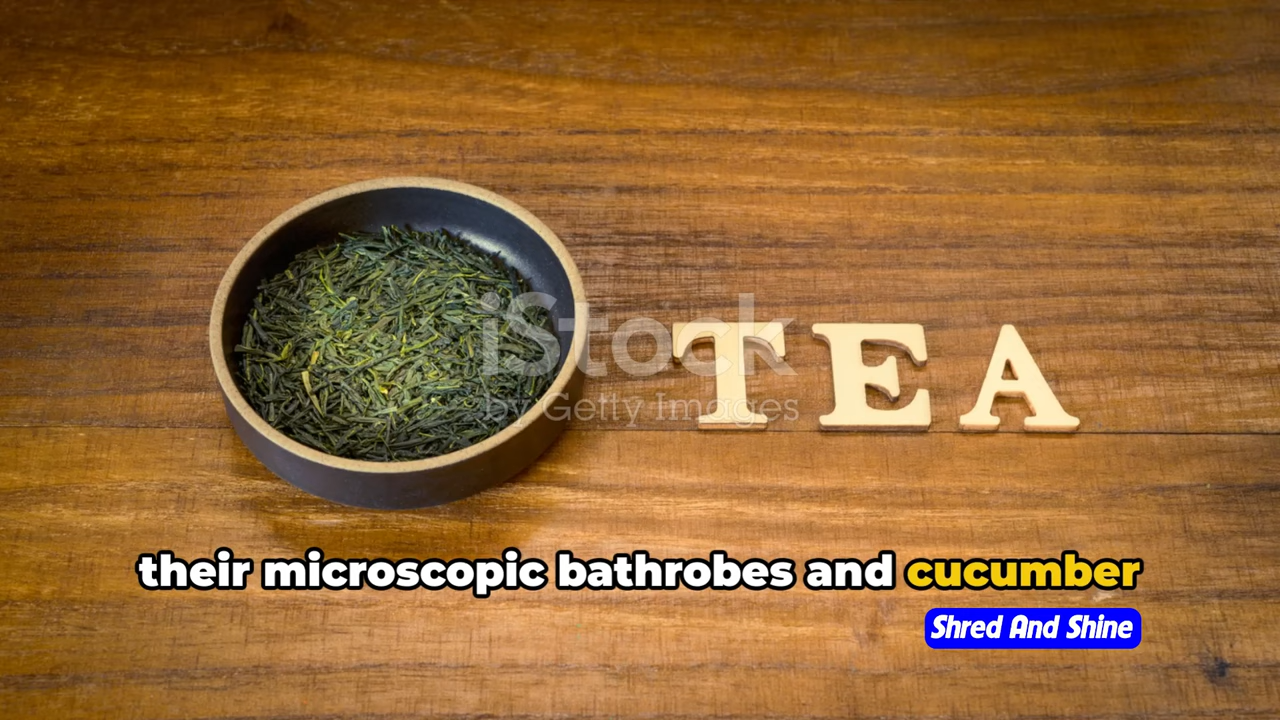 iStock
by Getty Images
TEA
their microscopic bathrobes and cucumber
Shred And Shine